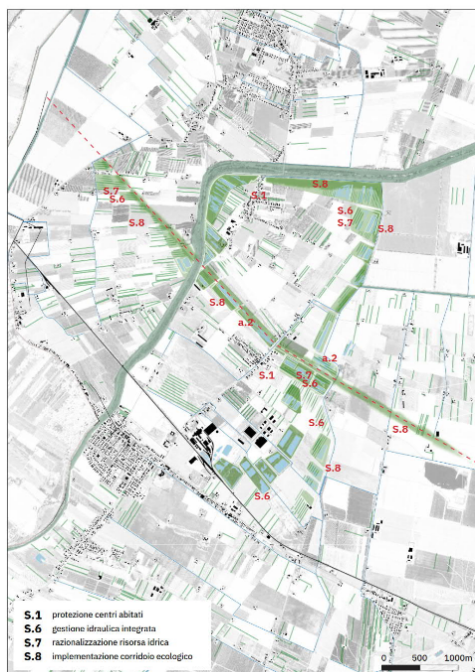 S.8
S.1
S.7
S.6
S.6
S.7
S.8
S.8
S.8
a.2
a.2
S.1
S.7
S.6
S.6
S.8
S.8
S.6
S.1 protezione centri abitati
S.6 gestione idraulica integrata
S.7 razionalizzazione risorsa idrica
S.8 implementazione corridoio ecologico
0 500 1000m